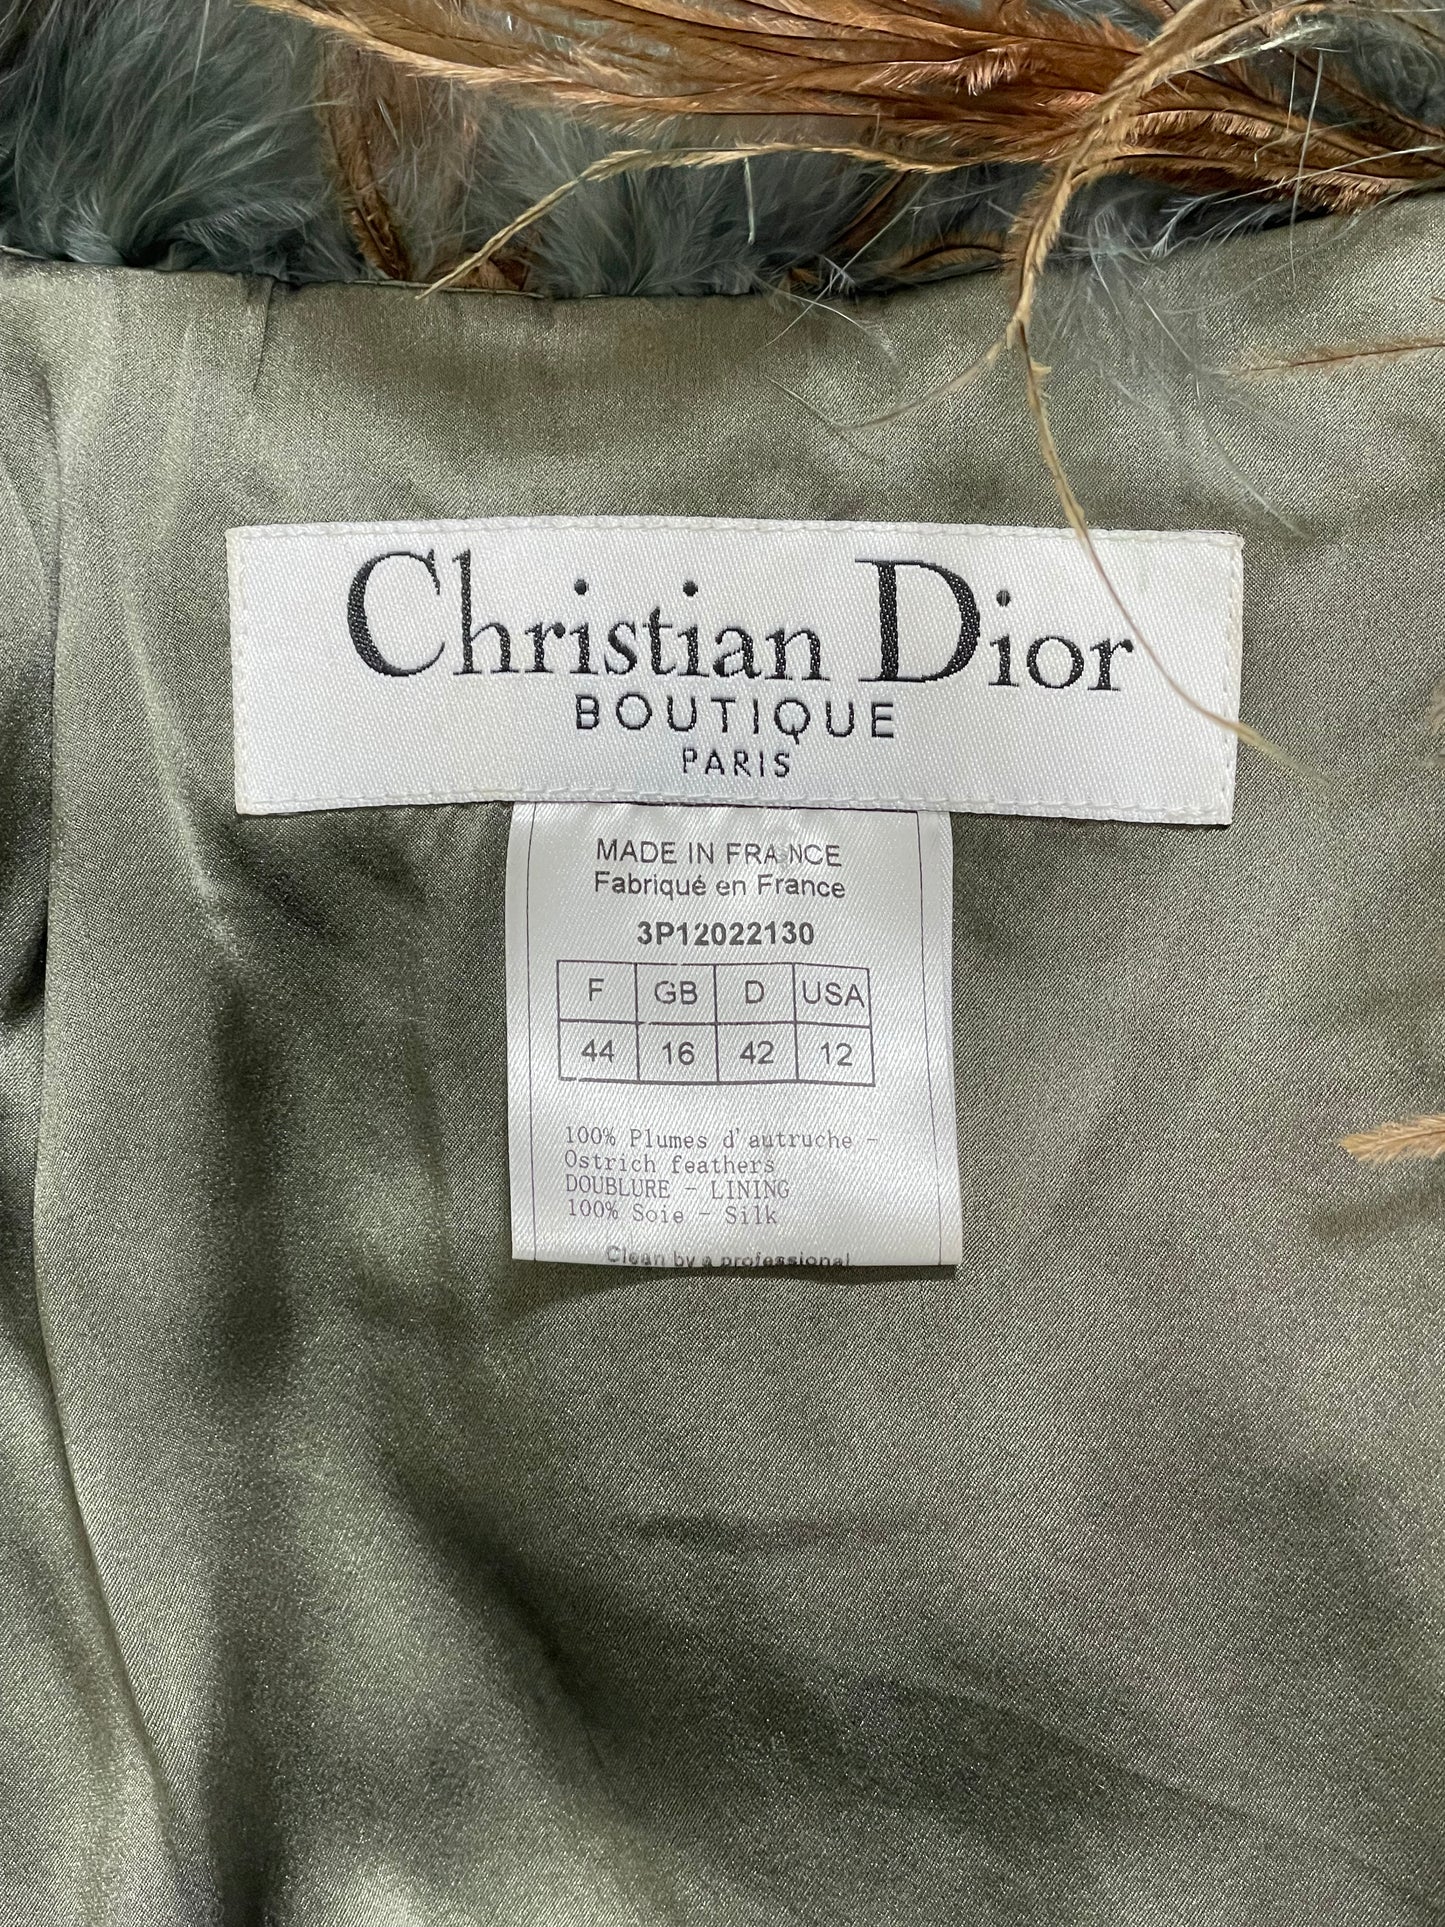 Christian Dior
BOUTIQUE
PARIS
MADE IN FRANCE
Fabriqué en France
3P12022130
F GB D USA
44 16 42 12
100% Plumes d'autruche -
Ostrich feathers
DOUBLURE - LINING
100% Soie - Silk
Clean by a professional